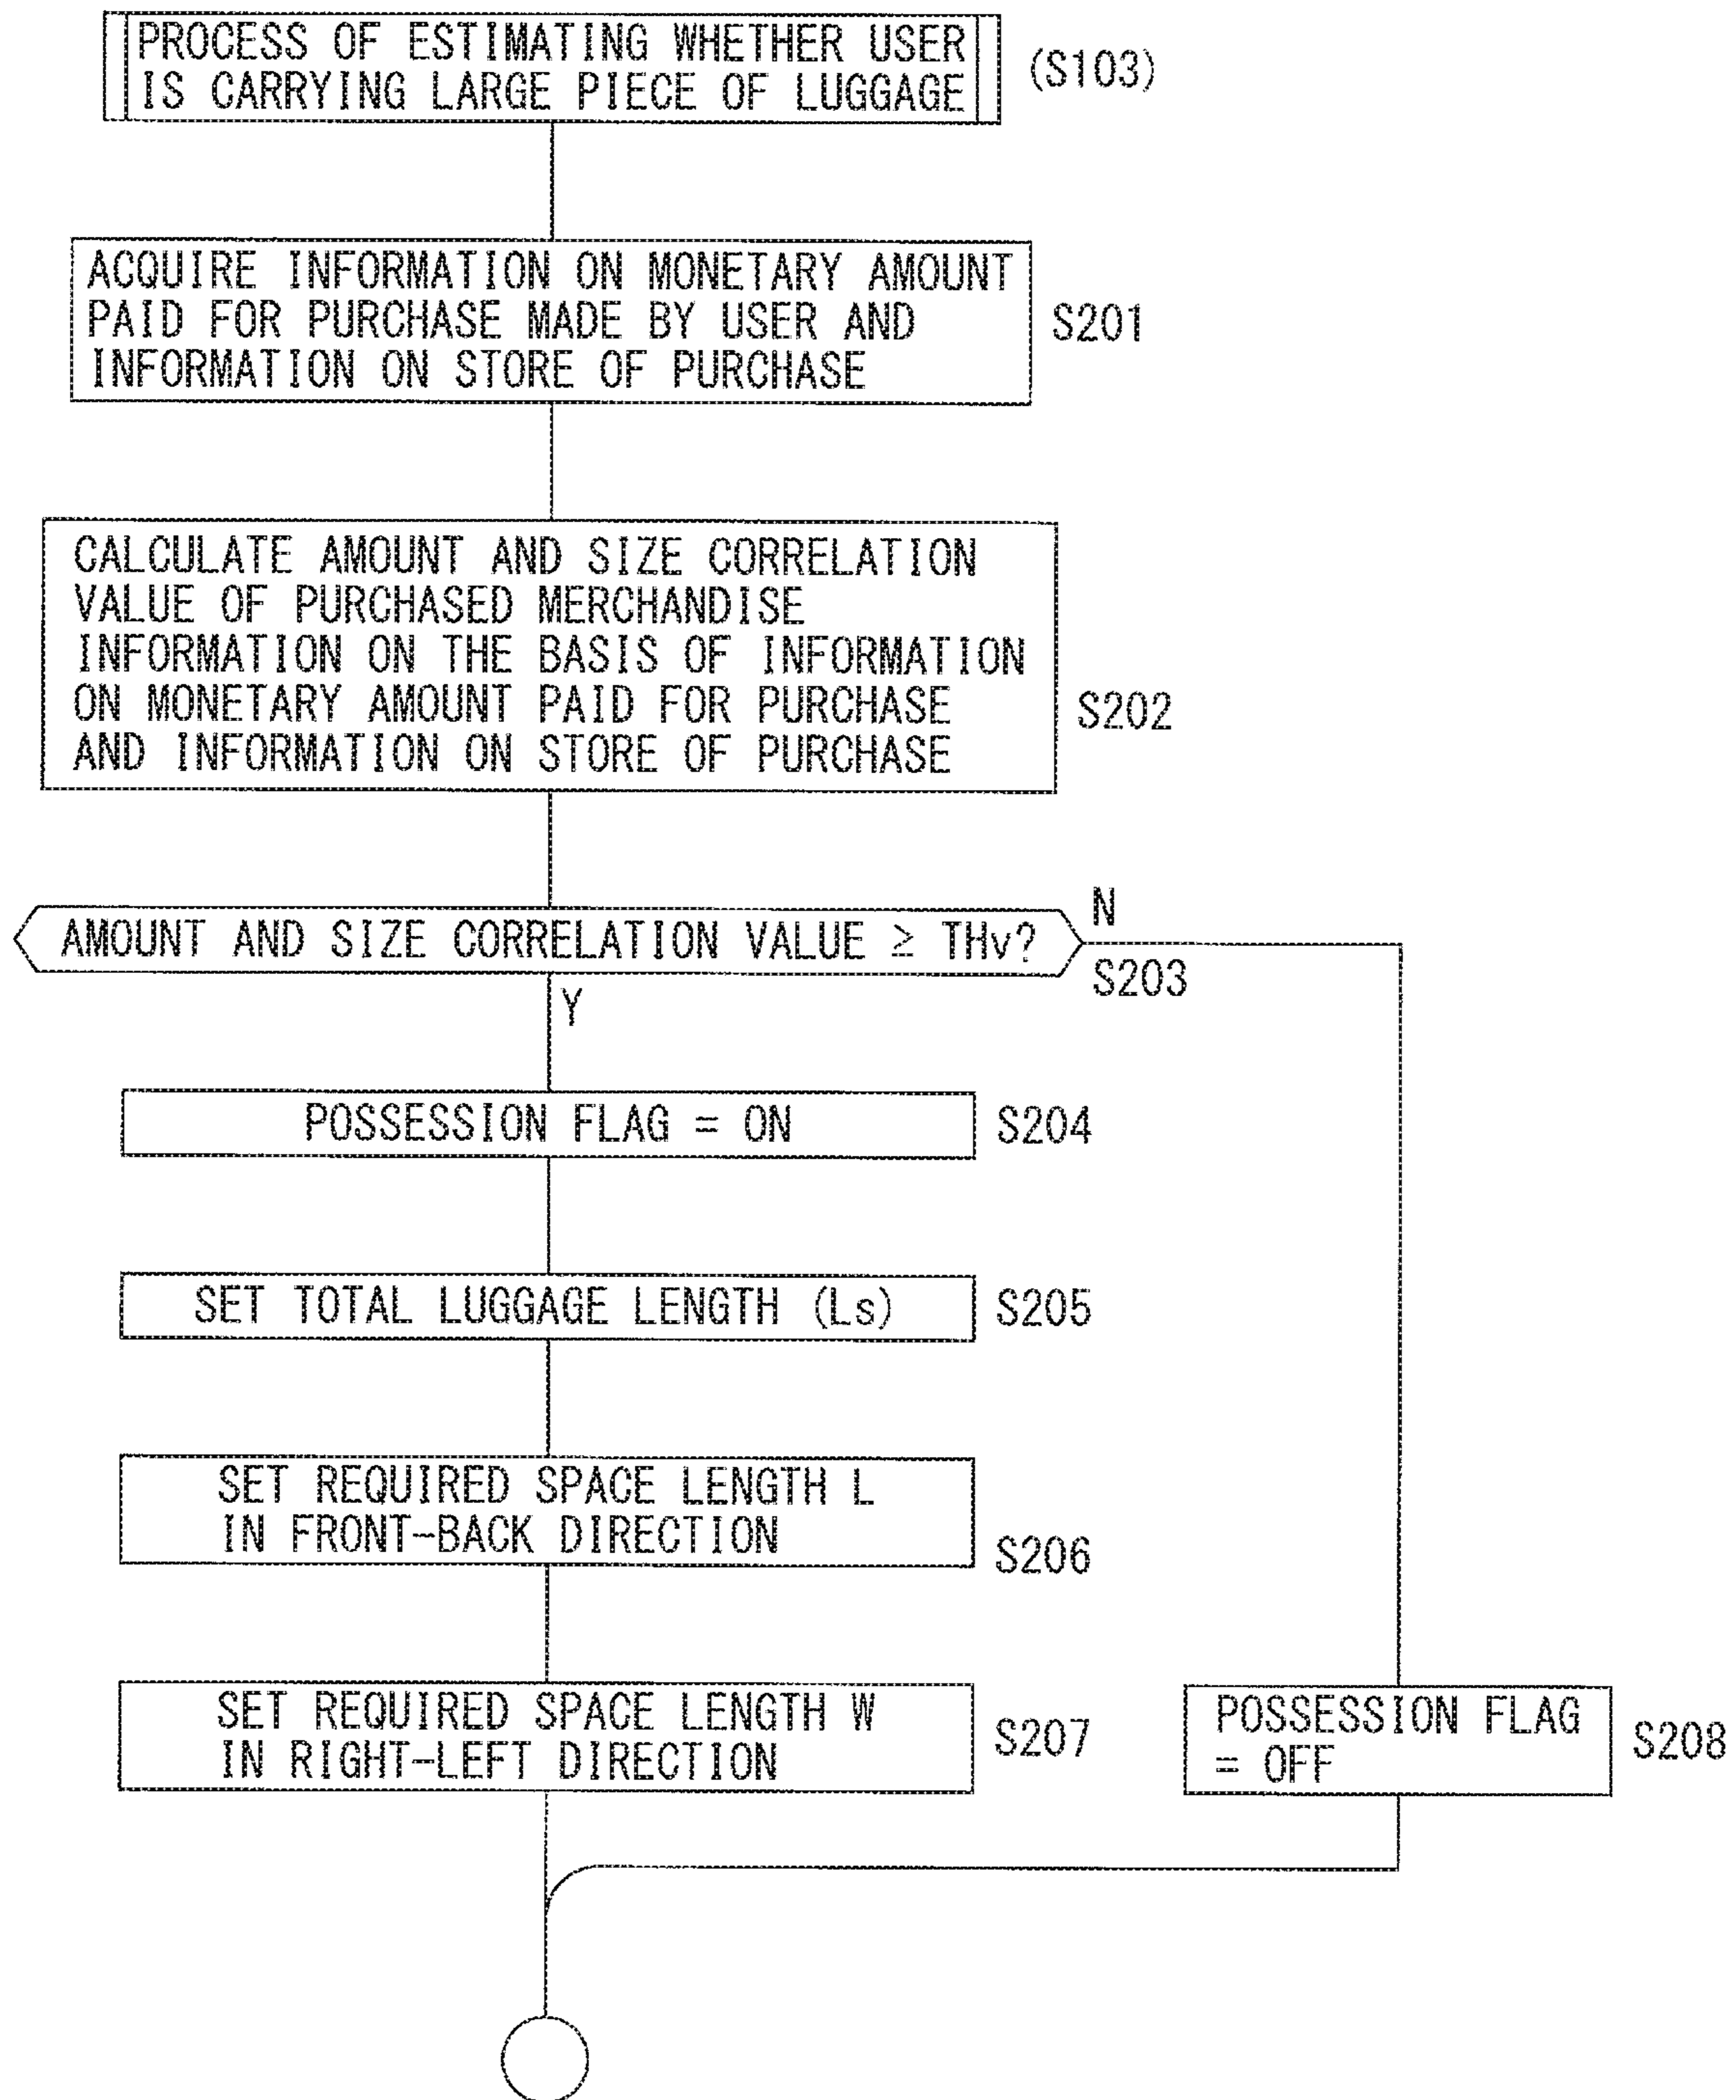 PROCESS OF ESTIMATING WHETHER USER
IS CARRYING LARGE PIECE OF LUGGAGE
(S103)
ACQUIRE INFORMATION ON MONETARY AMOUNT
PAID FOR PURCHASE MADE BY USER AND
INFORMATION ON STORE OF PURCHASE
S201
CALCULATE AMOUNT AND SIZE CORRELATION
VALUE OF PURCHASED MERCHANDISE
INFORMATION ON THE BASIS OF INFORMATION
ON MONETARY AMOUNT PAID FOR PURCHASE
AND INFORMATION ON STORE OF PURCHASE
S202
AMOUNT AND SIZE CORRELATION VALUE ≥ THv?
N
S203
Y
POSSESSION FLAG = ON
S204
SET TOTAL LUGGAGE LENGTH (Ls)
S205
SET REQUIRED SPACE LENGTH L
IN FRONT-BACK DIRECTION
S206
SET REQUIRED SPACE LENGTH W
IN RIGHT-LEFT DIRECTION
S207
POSSESSION FLAG
= OFF
S208